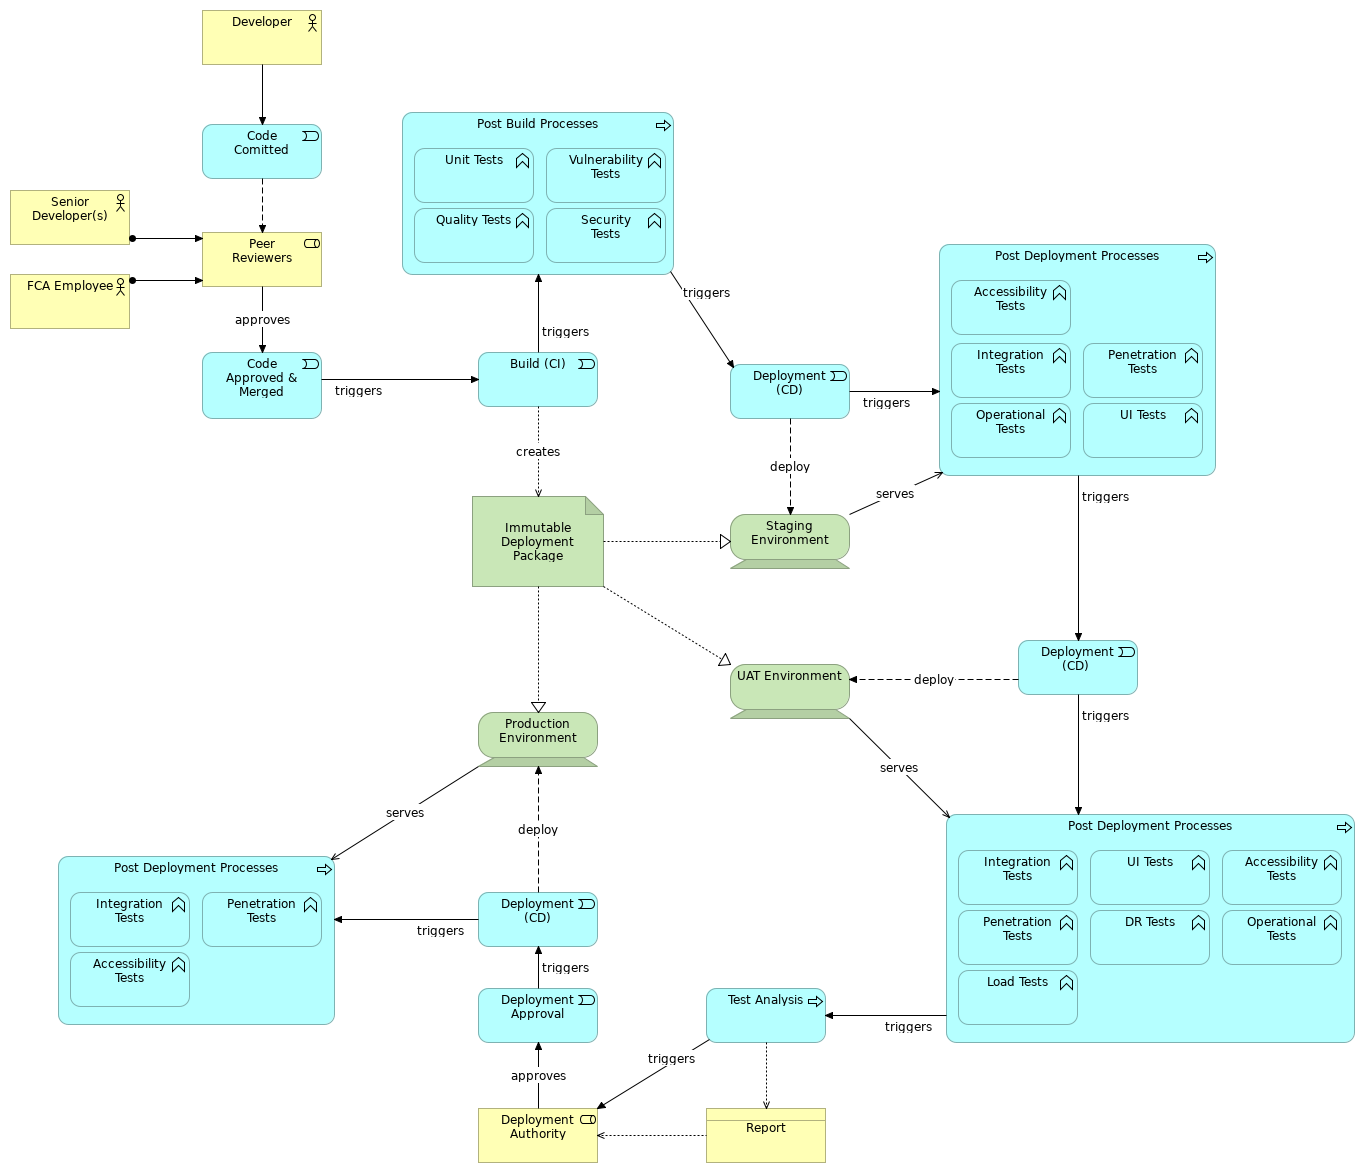 Developer
Code
Comitted
Senior
Developer(s)
FCA Employee
Peer
Reviewers
approves
Code
Approved &
Merged
triggers
Post Build Processes
Unit Tests
Vulnerability
Tests
Quality Tests
Security
Tests
triggers
Build (CI)
creates
triggers
Deployment
(CD)
triggers
deploy
Post Deployment Processes
Accessibility
Tests
Integration
Tests
Penetration
Tests
Operational
Tests
UI Tests
serves
triggers
Immutable
Deployment
Package
Staging
Environment
Deployment
(CD)
deploy
triggers
UAT Environment
serves
Production
Environment
serves
deploy
Post Deployment Processes
Integration
Tests
UI Tests
Accessibility
Tests
Penetration
Tests
DR Tests
Operational
Tests
Load Tests
Post Deployment Processes
Integration
Tests
Penetration
Tests
Accessibility
Tests
Deployment
(CD)
triggers
triggers
Deployment
Approval
Test Analysis
triggers
triggers
approves
Deployment
Authority
Report